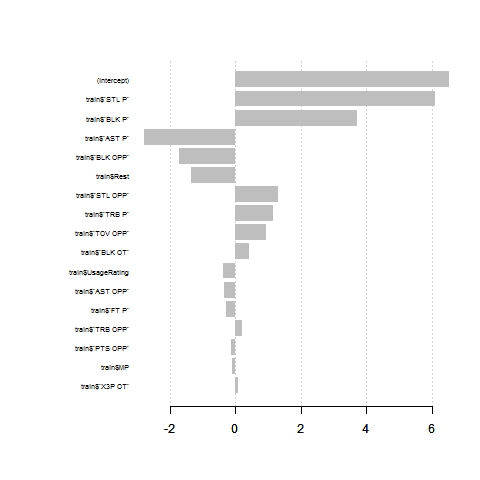 (Intercept)
train$`STL P`
train$`BLK P`
train$`AST P`
train$`BLK OPP`
train$Rest
train$`STL OPP`
train$`TRB P`
train$`TOV OPP`
train$`BLK OT`
train$UsageRating
train$`AST OPP`
train$`FT P`
train$`TRB OPP`
train$`PTS OPP`
train$MP
train$`X3P OT`
-2 0 2 4 6